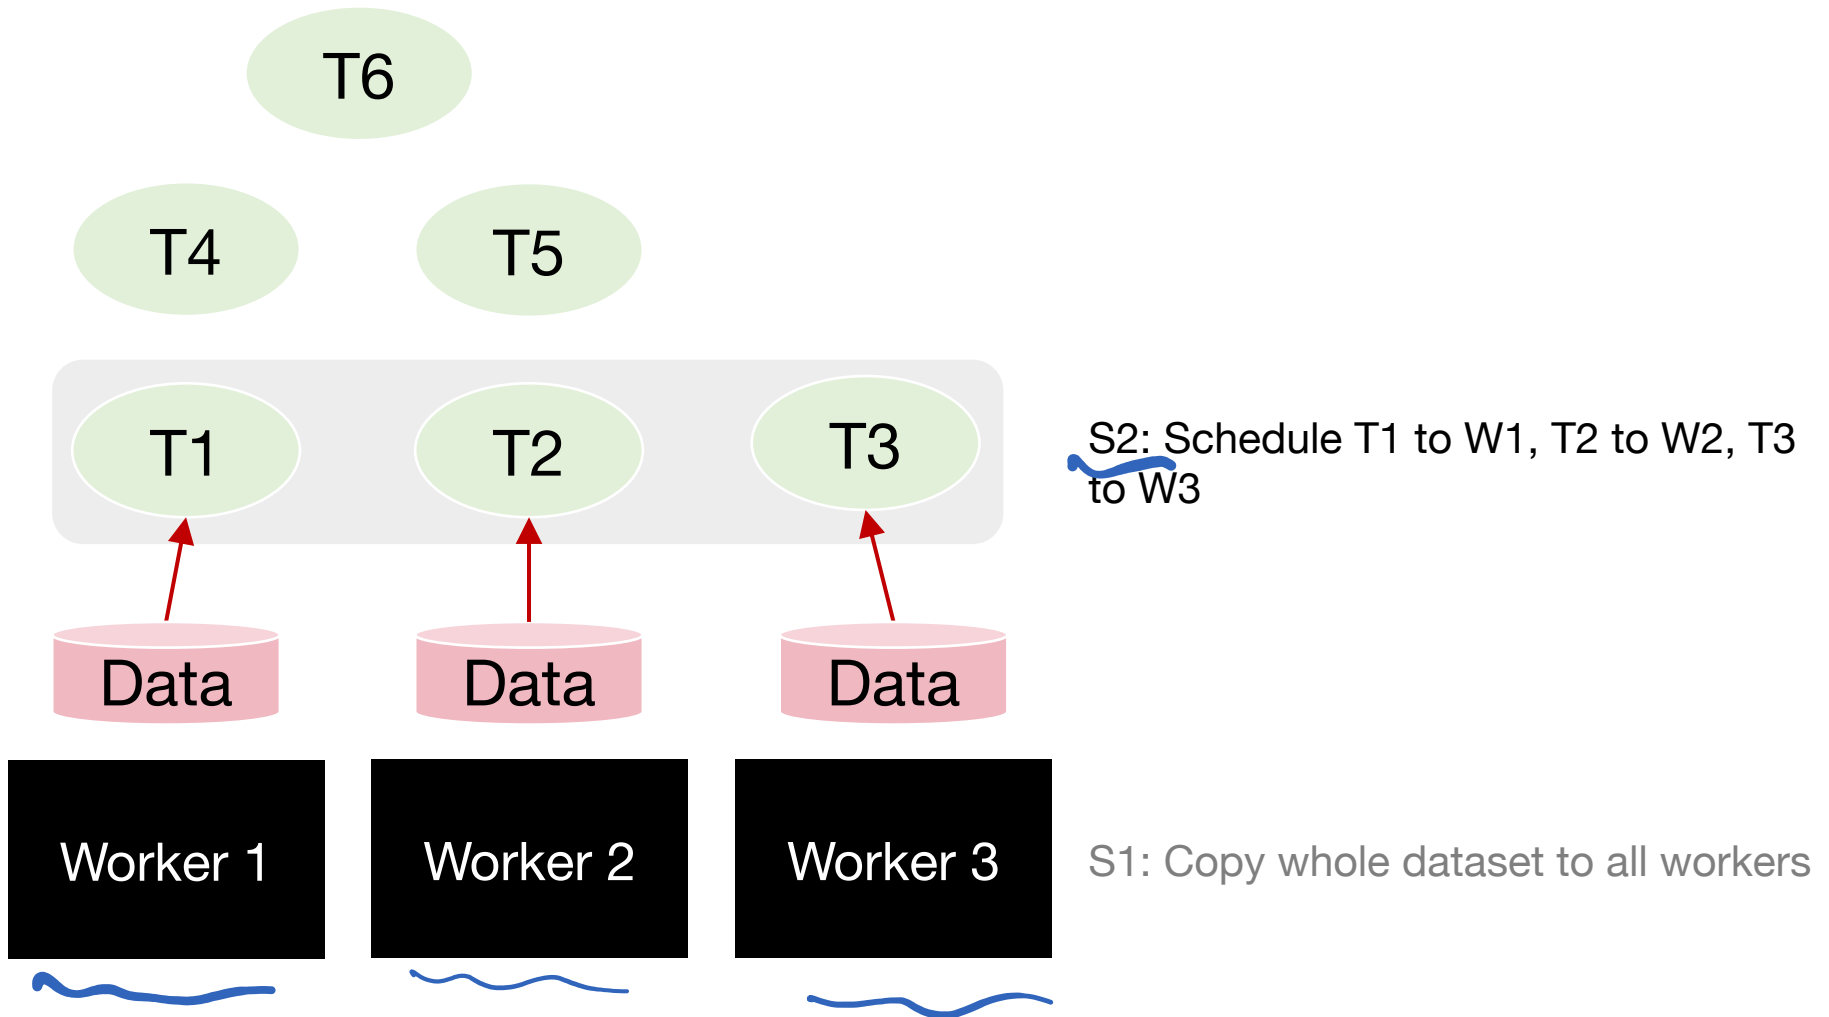 T6
T4
T5
T1
T2
T3
S2: Schedule T1 to W1, T2 to W2, T3
to W3
Data
Data
Data
Worker 1
Worker 2
Worker 3
S1: Copy whole dataset to all workers